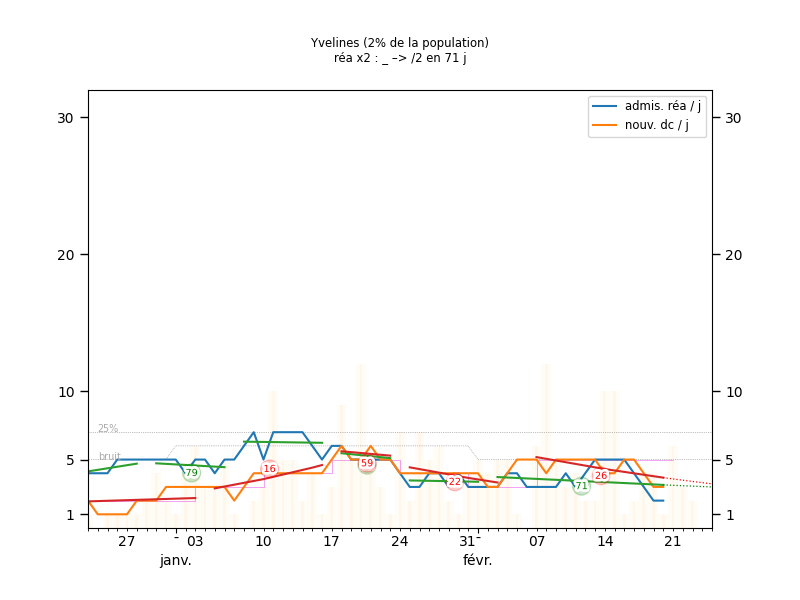 Yvelines (2% de la population)
réa x2 : _ –> /2 en 71 j
admis. réa / j
nouv. dc / j
30 30
20 20
10 10
25%
bruit
5 5
1 1
79 16 59 22 71 26
27 - 03 10 17 24 31 - 07 14 21
janv. févr.